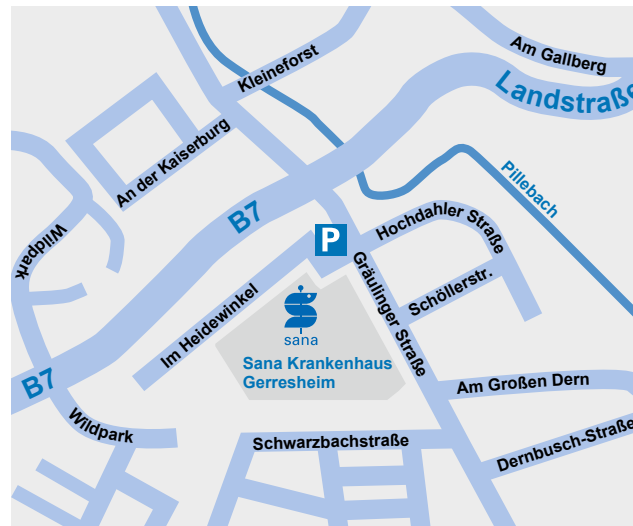 Am Gallberg
Kleineforst
Landstraße
An der Kaiserburg
Pillebach
B7
Wildpark
P
Hochdahler Straße
Gräulinger Straße
Schöllerstr.
Im Heidewinkel
sana
Sana Krankenhaus
Gerresheim
B7
Am Großen Dern
Wildpark
Schwarzbachstraße
Dernbusch-Straße